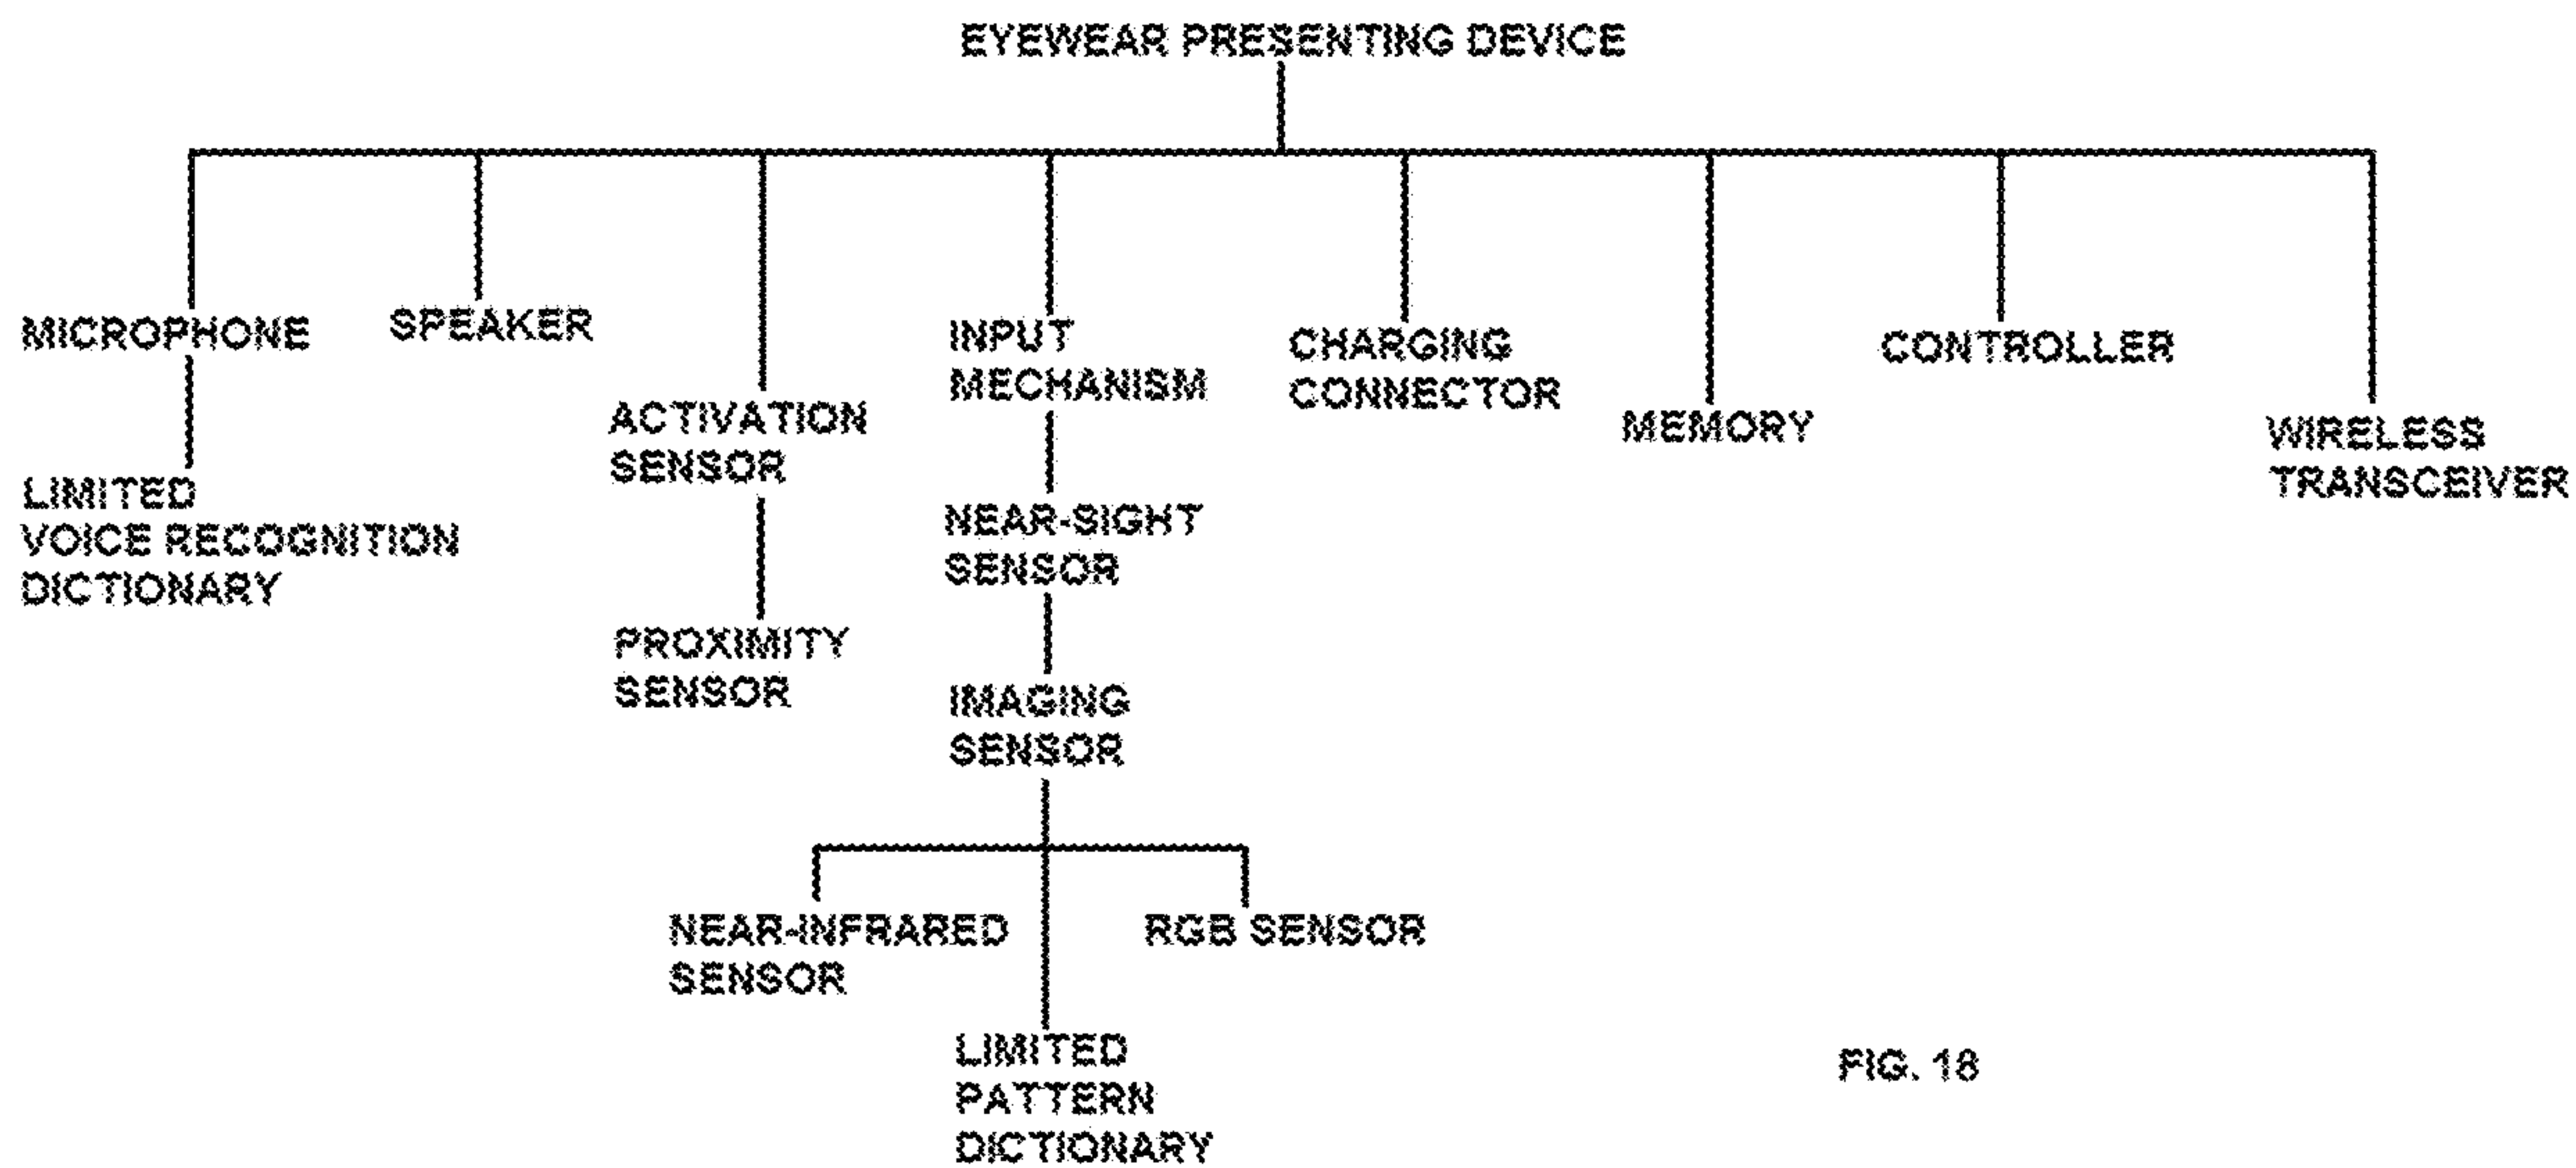 EYEWEAR PRESENTING DEVICE
MICROPHONE
SPEAKER
ACTIVATION
SENSOR
INPUT
MECHANISM
CHARGING
CONNECTOR
MEMORY
CONTROLLER
WIRELESS
TRANSCEIVER
LIMITED
VOICE RECOGNITION
DICTIONARY
PROXIMITY
SENSOR
NEAR-SIGHT
SENSOR
IMAGING
SENSOR
NEAR-INFRARED
SENSOR
RGB SENSOR
LIMITED
PATTERN
DICTIONARY
FIG. 18